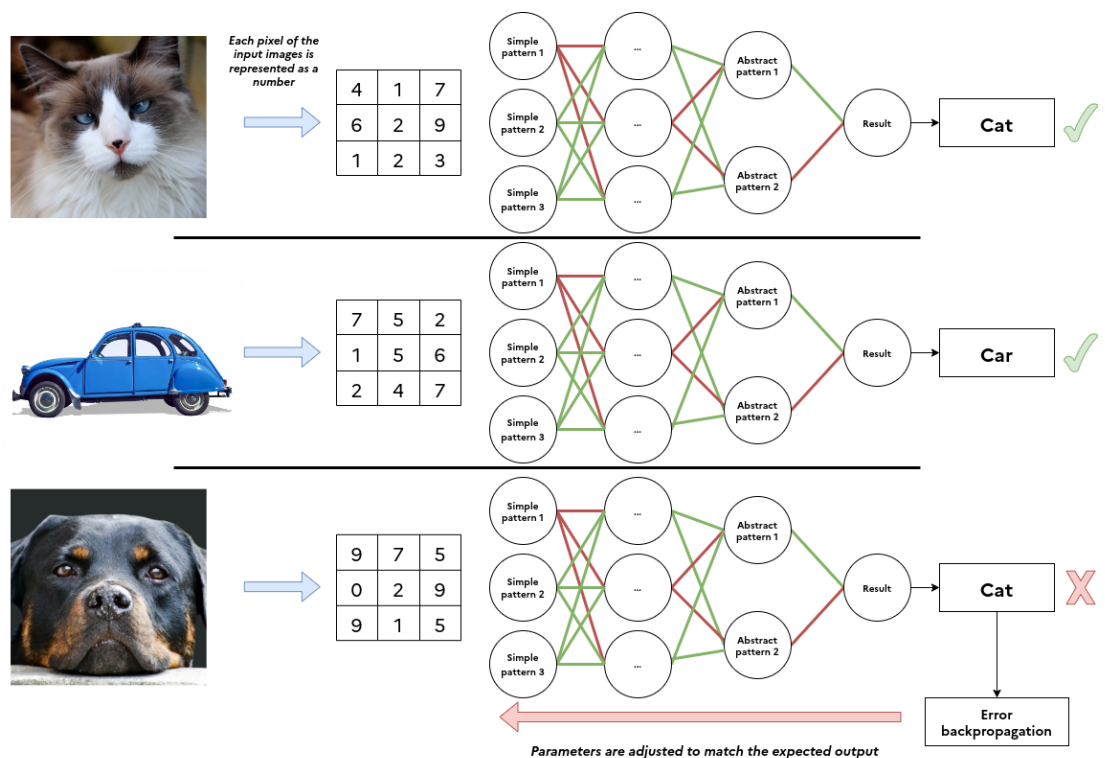 Each pixel of the
input images is
represented as a
number
4 1 7
6 2 9
1 2 3
Simple
pattern 1
Simple
pattern 2
Simple
pattern 3
...
...
...
Abstract
pattern 1
Abstract
pattern 2
Result
Cat
7 5 2
1 5 6
2 4 7
Simple
pattern 1
Simple
pattern 2
Simple
pattern 3
...
...
...
Abstract
pattern 1
Abstract
pattern 2
Result
Car
9 7 5
0 2 9
9 1 5
Simple
pattern 1
Simple
pattern 2
Simple
pattern 3
...
...
...
Abstract
pattern 1
Abstract
pattern 2
Result
Cat
X
Error
backpropagation
Parameters are adjusted to match the expected output